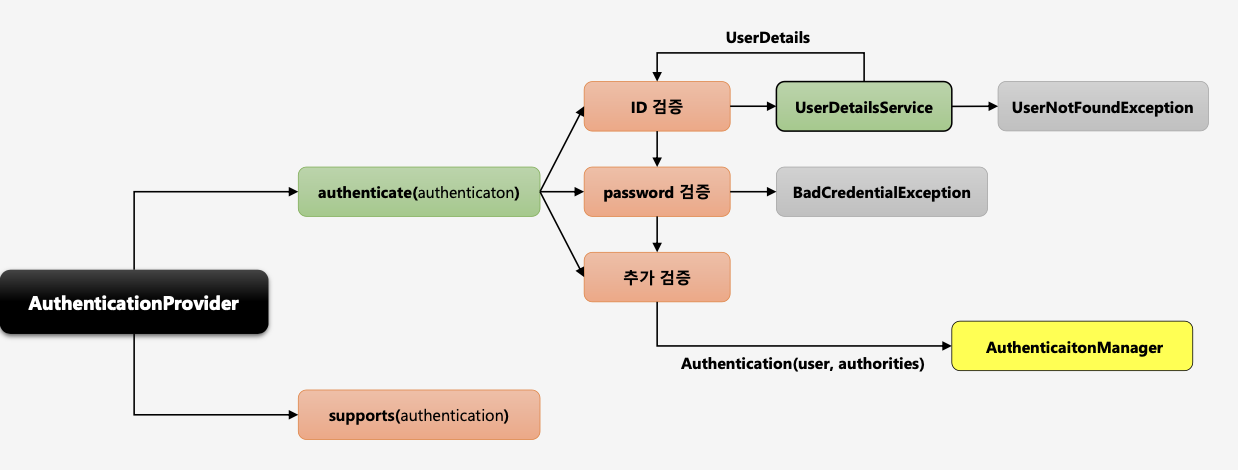 UserDetails
ID 검증
UserDetailsService
UserNotFoundException
authenticate(authenticaton)
password 검증
BadCredentialException
추가 검증
AuthenticationProvider
AuthenticaitonManager
Authentication(user, authorities)
supports(authentication)